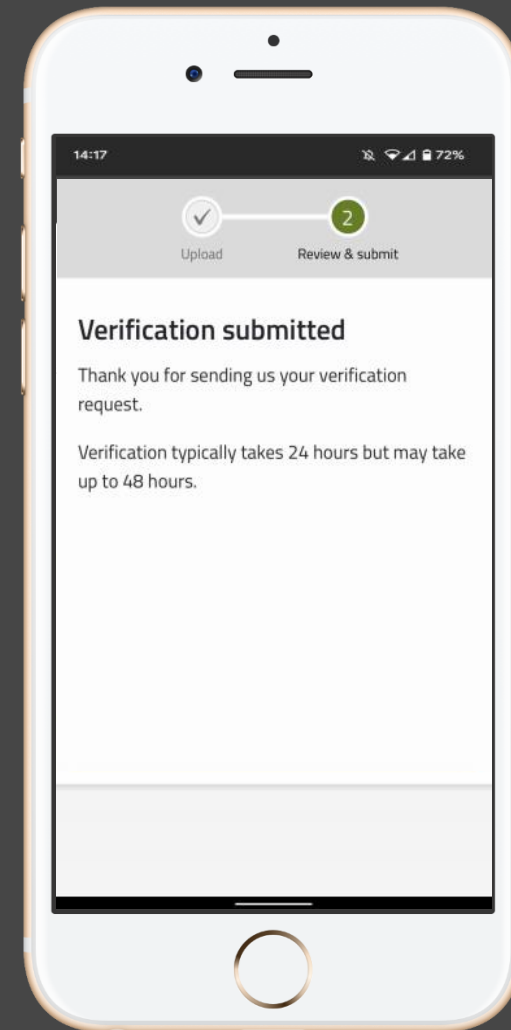 14:17 72%
2
Upload Review & submit
Verification submitted
Thank you for sending us your verification
request.
Verification typically takes 24 hours but may take
up to 48 hours.